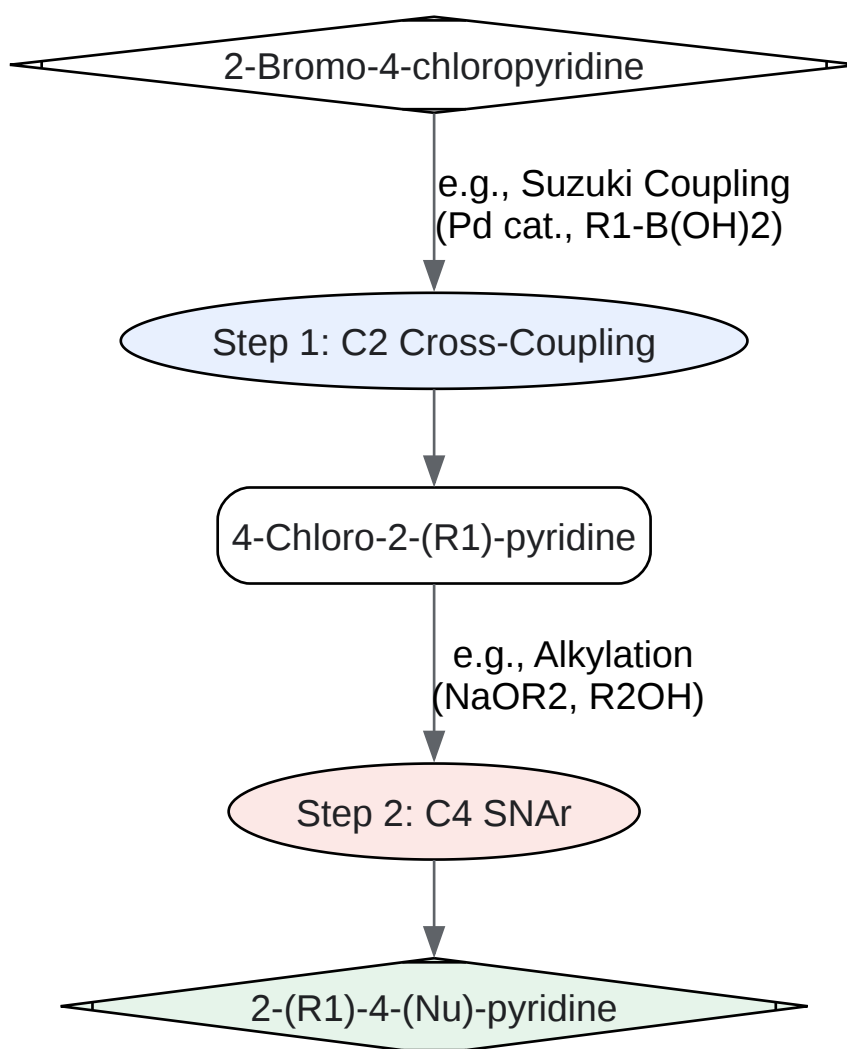 2-Bromo-4-chloropyridine
e.g., Suzuki Coupling
(Pd cat., R1-B(OH)2)
Step 1: C2 Cross-Coupling
4-Chloro-2-(R1)-pyridine
e.g., Alkylation
(NaOR2, R2OH)
Step 2: C4 SNAr
2-(R1)-4-(Nu)-pyridine